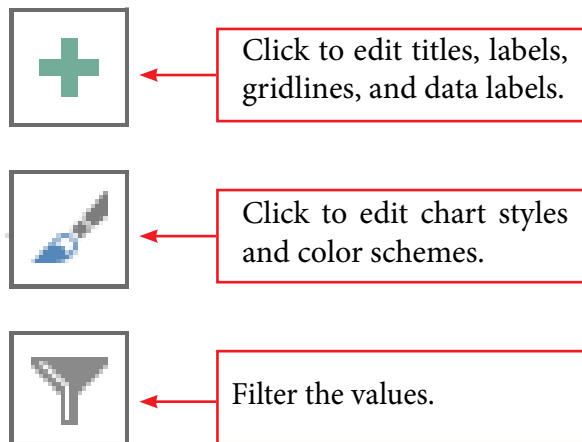 Click to edit titles, labels,
gridlines, and data labels.
Click to edit chart styles
and color schemes.
Filter the values.